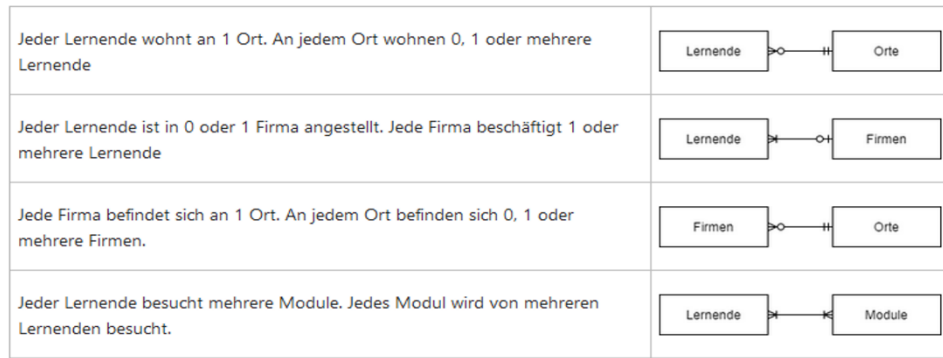 Jeder Lernende wohnt an 1 Ort. An jedem Ort wohnen 0, 1 oder mehrere
Lernende
Lernende
Orte
Jeder Lernende ist in 0 oder 1 Firma angestellt. Jede Firma beschäftigt 1 oder
mehrere Lernende
Lernende
Firmen
Jede Firma befindet sich an 1 Ort. An jedem Ort befinden sich 0, 1 oder
mehrere Firmen.
Firmen
Orte
Jeder Lernende besucht mehrere Module. Jedes Modul wird von mehreren
Lernenden besucht.
Lernende
Module